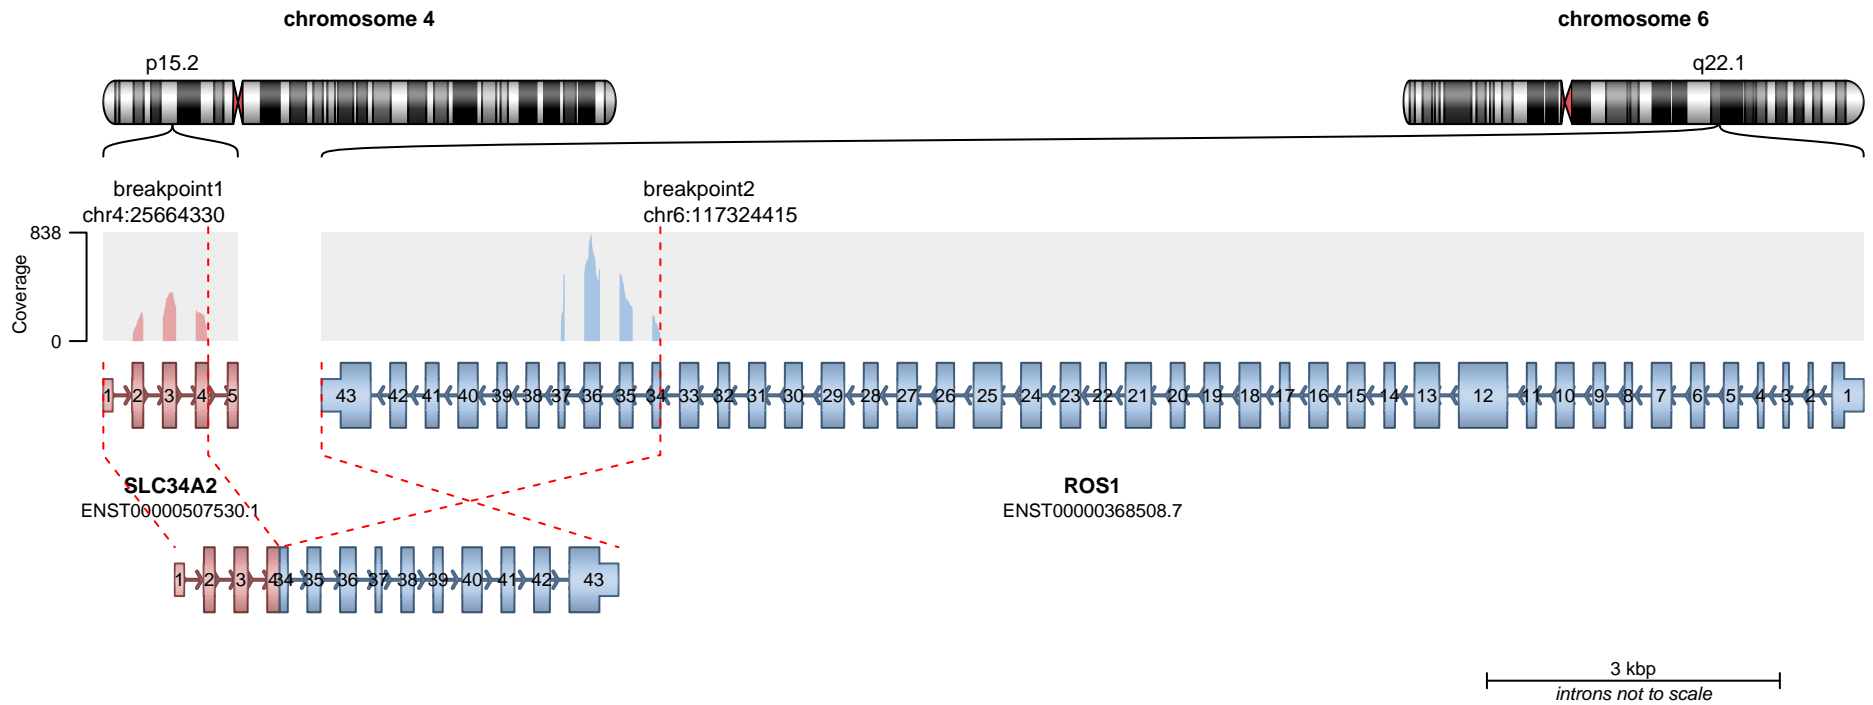 chromosome 4
chromosome 6
p15.2
q22.1
breakpoint1
chr4:25664330
breakpoint2
chr6:117324415
838
Coverage
0
1 2 3 4 5
43 42 41 40 39 38 37 36 35 34 33 32 31 30 29 28 27 26 25 24 23 22 21 20 19 18 17 16 15 14 13 12 11 10 9 8 7 6 5 4 3 2 1
SLC34A2
ENST00000507530.1
ROS1
ENST00000368508.7
1 2 3 4 34 35 36 37 38 39 40 41 42 43
3 kbp
introns not to scale